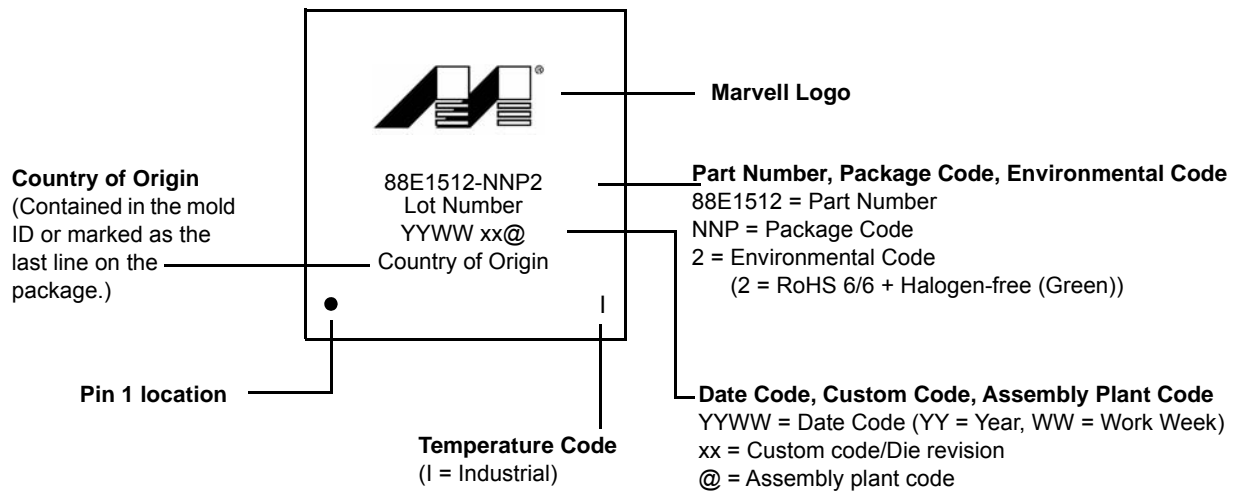 ®
Marvell Logo
88E1512-NNP2
Lot Number
YYWW xx@
Country of Origin
I
Country of Origin
(Contained in the mold
ID or marked as the
last line on the
package.)
Part Number, Package Code, Environmental Code
88E1512 = Part Number
NNP = Package Code
2 = Environmental Code
(2 = RoHS 6/6 + Halogen-free (Green))
Pin 1 location
Temperature Code
(I = Industrial)
Date Code, Custom Code, Assembly Plant Code
YYWW = Date Code (YY = Year, WW = Work Week)
xx = Custom code/Die revision
@ = Assembly plant code